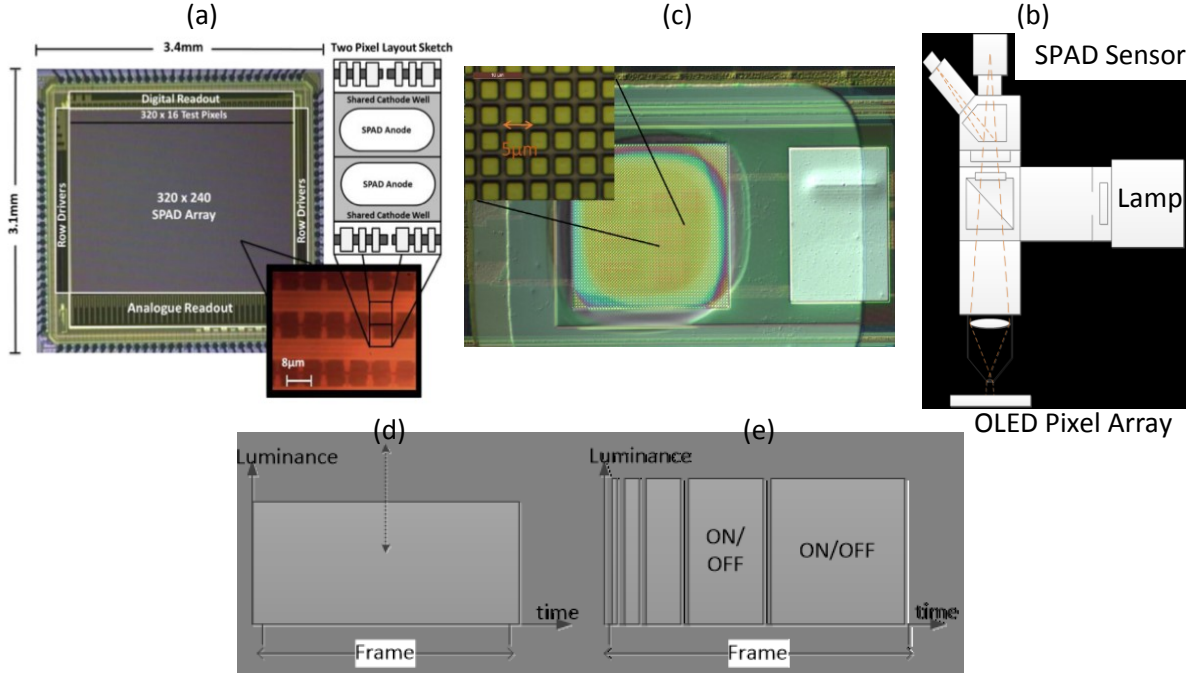 (a)
3.4mm
3.1mm
Digital Readout
320 x 16 Test Pixels
Row Drivers
320 x 240
SPAD Array
Row Drivers
Analogue Readout
8μm
Two Pixel Layout Sketch
Shared Cathode Well
SPAD Anode
SPAD Anode
Shared Cathode Well
(c)
5μm
(b)
SPAD Sensor
Lamp
OLED Pixel Array
(d)
Luminance
time
Frame
(e)
Luminance
ON/
OFF
ON/OFF
time
Frame